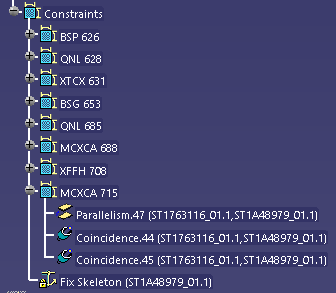 Constraints
BSP 626
QNL 628
XTCX 631
BSG 653
QNL 685
MCXCA 688
XFFH 708
MCXCA 715
Parallelism.47 (ST1763116_01.1,ST1A48979_01.1)
Coincidence.44 (ST1763116_01.1,ST1A48979_01.1)
Coincidence.45 (ST1763116_01.1,ST1A48979_01.1)
Fix Skeleton (ST1A48979_01.1)